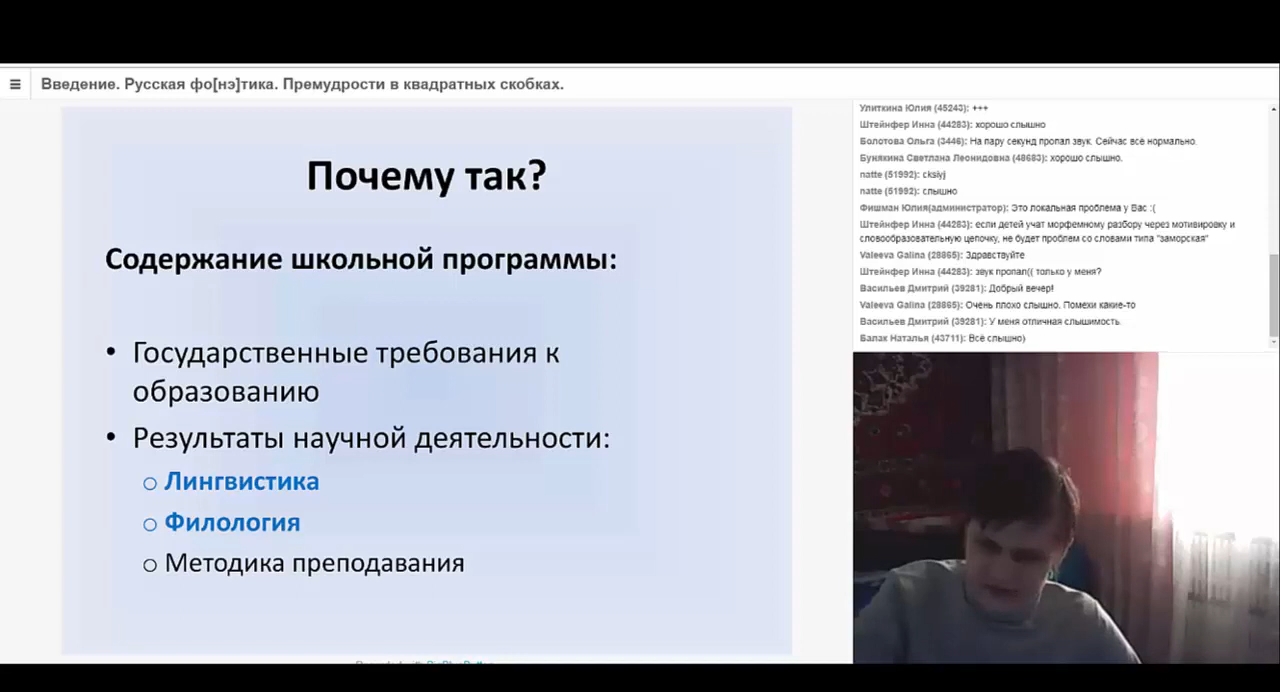 Введение. Русская фо[нэ]тика. Премудрости в квадратных скобках.
Почему так?
Содержание школьной программы:
• Государственные требования к
образованию
• Результаты научной деятельности:
o Лингвистика
o Филология
o Методика преподавания
Улиткина Юлия (45243): +++
Штейнфер Инна (44283): хорошо слышно
Болотова Ольга (3446): На пару секунд пропал звук. Сейчас всё нормально.
Бунякина Светлана Леонидовна (48683): хорошо слышно.
natte (51992): cksiyj
natte (51992): слышно
Фишман Юлия(администратор): Это локальная проблема у Вас :(
Штейнфер Инна (44283): если детей учат морфемному разбору через мотивировку и
словообразовательную цепочку, не будет проблем со словами типа "заморская"
Valeeva Galina (28865): Здравствуйте
Штейнфер Инна (44283): звук пропал(( только у меня?
Васильев Дмитрий (39281): Добрый вечер!
Valeeva Galina (28865): Очень плохо слышно. Помехи какие-то
Васильев Дмитрий (39281): У меня отличная слышимость.
Балак Наталья (43711): Всё слышно)